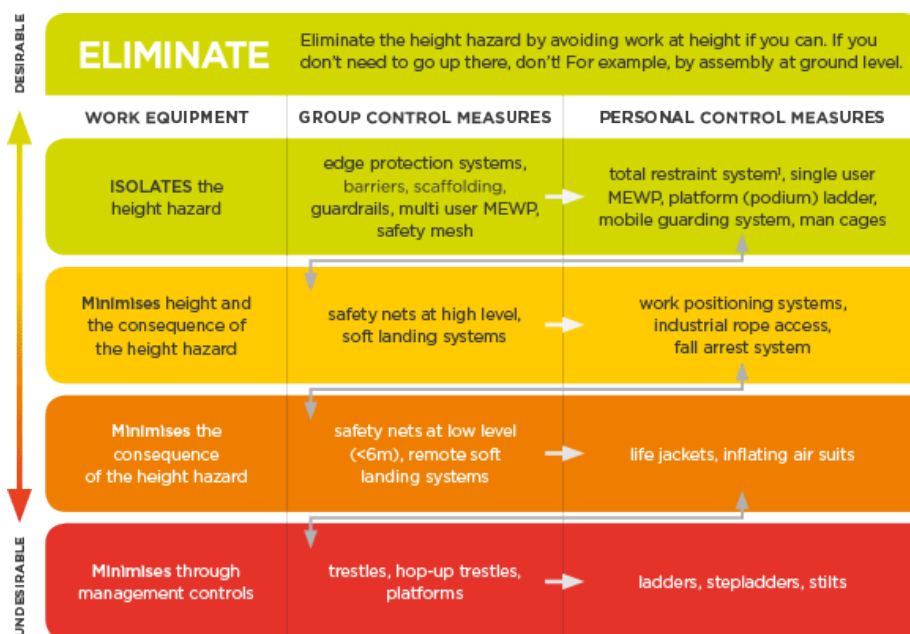 DESIRABLE
ELIMINATE
Eliminate the height hazard by avoiding work at height if you can. If you
don't need to go up there, don't! For example, by assembly at ground level.
WORK EQUIPMENT
GROUP CONTROL MEASURES
PERSONAL CONTROL MEASURES
ISOLATES the
height hazard
edge protection systems,
barriers, scaffolding,
guardrails, multi user MEWP,
safety mesh
total restraint system¹, single user
MEWP, platform (podium) ladder,
mobile guarding system, man cages
Minimises height and
the consequence of
the height hazard
safety nets at high level,
soft landing systems
work positioning systems,
industrial rope access,
fall arrest system
Minimises the
consequence
of the height hazard
safety nets at low level
(<6m), remote soft
landing systems
life jackets, inflating air suits
Minimises through
management controls
trestles, hop-up trestles,
platforms
ladders, stepladders, stilts
UNDESIRABLE